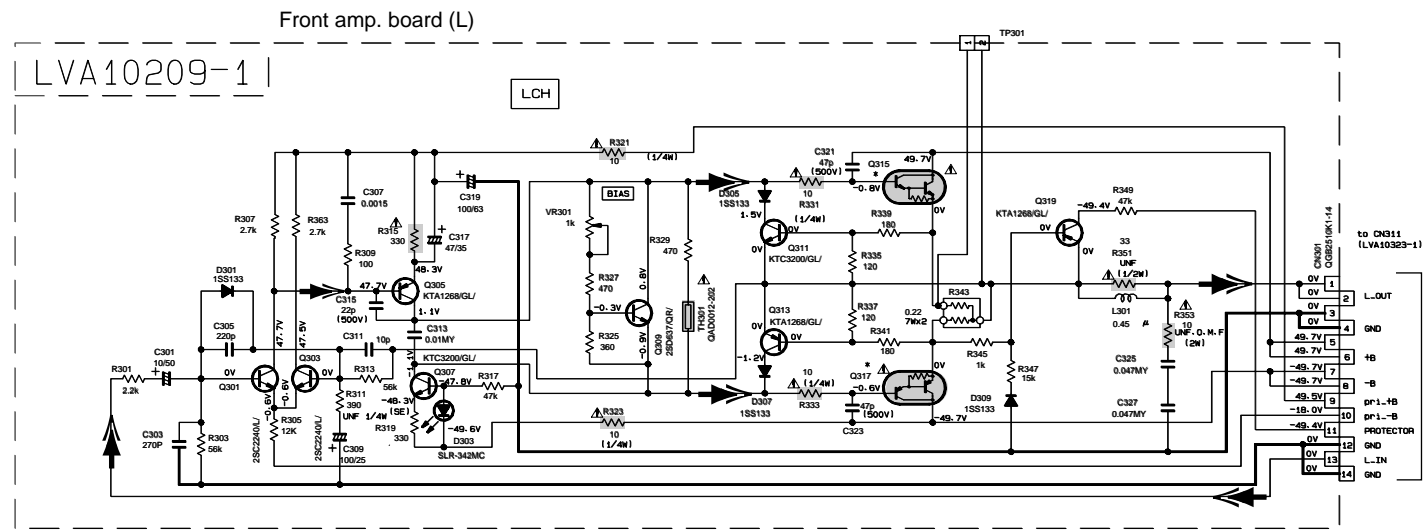 Front amp. board (L)
TP301
1 2
LVA10209-1
LCH
R321
10
(1/4W)
C321
47p
(500V)
Q315
*
49.7V
-0.8V
C307
0.0015
C319
100/63
BIAS
D305
1SS133
10
R331
(1/4W)
1.5V
0V
R339
180
0V
Q319
KTA1268/GL/
-49.4V
R349
47k
0V
0V
R307
2.7k
R363
2.7k
R315
330
C317
47/35
R309
100
VR301
1k
R329
470
Q311
KTC3200/GL/
R335
120
33
R351
UNF
(1/2W)
CN301
QGB2510K1-14
to CN311
(LVA10323-1)
48.3V
D301
1SS133
47.7V
Q305
KTA1268/GL/
R327
470
0.8V
TH301
QAD0012-202
C315
22p
(500V)
1.1V
-0.3V
Q309
2SD637/QR/
-0.9V
Q313
KTA1268/GL/
0V
R337
120
R343
0.22
7Wx2
L301
0.45 μ
R353
10
UNF.O.M.F
(2W)
0V
1
0V
2
L_OUT
0V
3
0V
4
GND
C305
220p
47.7V
47.5V
C311
10p
C313
0.01MY
R325
360
0V
-1.2V
R341
180
0V
49.7V
5
49.7V
6
+B
C301
10/50
Q303
KTC3200/GL/
-1.1V
Q307
-47.8V
R317
47k
R345
1k
R347
15k
C325
0.047MY
-49.7V
7
-49.7V
8
-B
R301
2.2k
0V
Q301
0V
R313
56k
-0.6V
-0.6V
R311
390
UNF 1/4W
-48.3V
(SE)
R319
330
-49.6V
D303
SLR-342MC
D307
1SS133
10
(1/4W)
R333
*
Q317
-0.6V
47p
(500V)
C323
-49.7V
D309
1SS133
C327
0.047MY
49.5V
9
pri_+B
-18.0V
10
pri_-B
-49.4V
11
PROTECTOR
C303
270P
R303
56k
2SC2240/L/
R305
12K
2SC2240/L/
C309
100/25
R323
10
(1/4W)
0V
12
GND
0V
13
L_IN
0V
14
GND